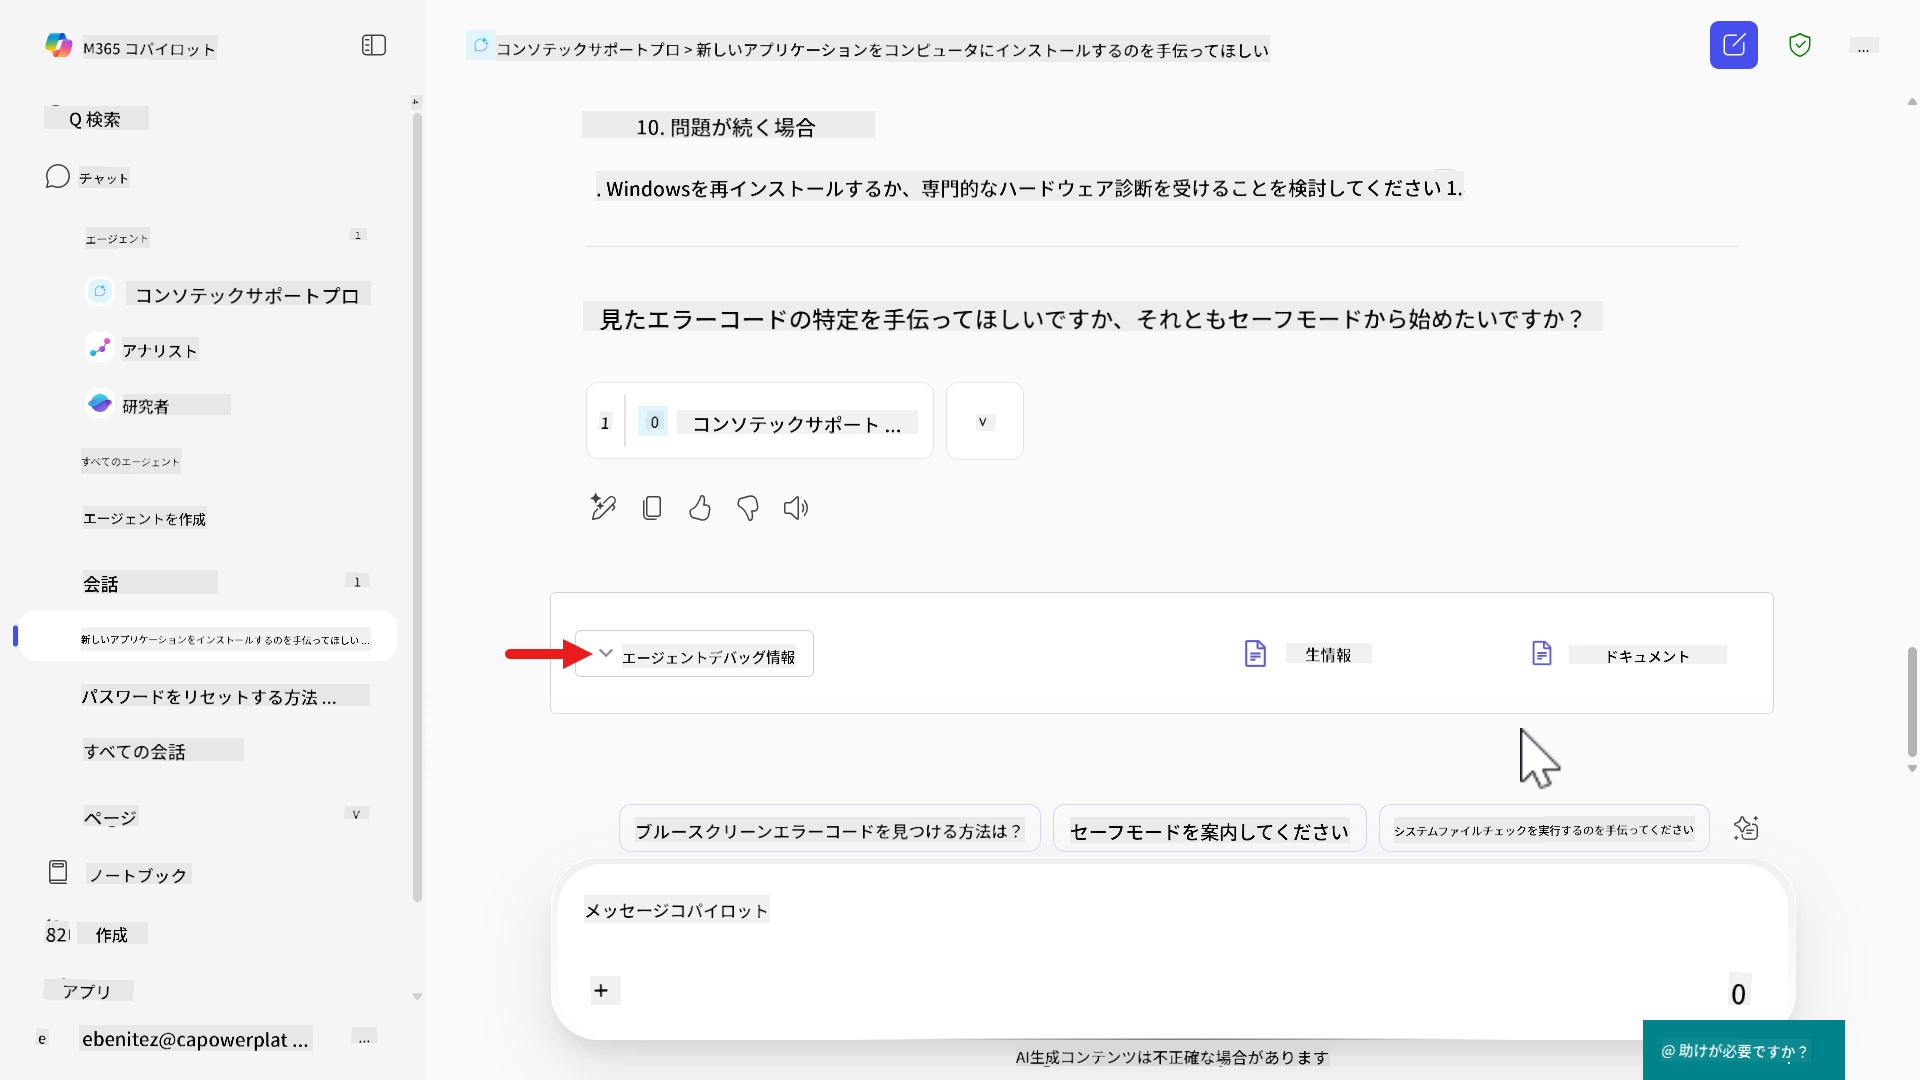 M365 コパイロット
Q 検索
チャット
エージェント
1
コンソテックサポートプロ
アナリスト
研究者
すべてのエージェント
エージェントを作成
会話
1
新しいアプリケーションをインストールするのを手伝ってほしい ...
パスワードをリセットする方法 ...
すべての会話
ページ
V
ノートブック
82
作成
アプリ
e
ebenitez@capowerplat ...
...
コンソテックサポートプロ > 新しいアプリケーションをコンピュータにインストールするのを手伝ってほしい
...
10. 問題が続く場合
. Windowsを再インストールするか、専門的なハードウェア診断を受けることを検討してください 1.
見たエラーコードの特定を手伝ってほしいですか、それともセーフモードから始めたいですか？
1
0
コンソテックサポート ...
V
エージェントデバッグ情報
生情報
ドキュメント
ブルースクリーンエラーコードを見つける方法は？
セーフモードを案内してください
システムファイルチェックを実行するのを手伝ってください
メッセージコパイロット
+
0
AI生成コンテンツは不正確な場合があります
@ 助けが必要ですか？